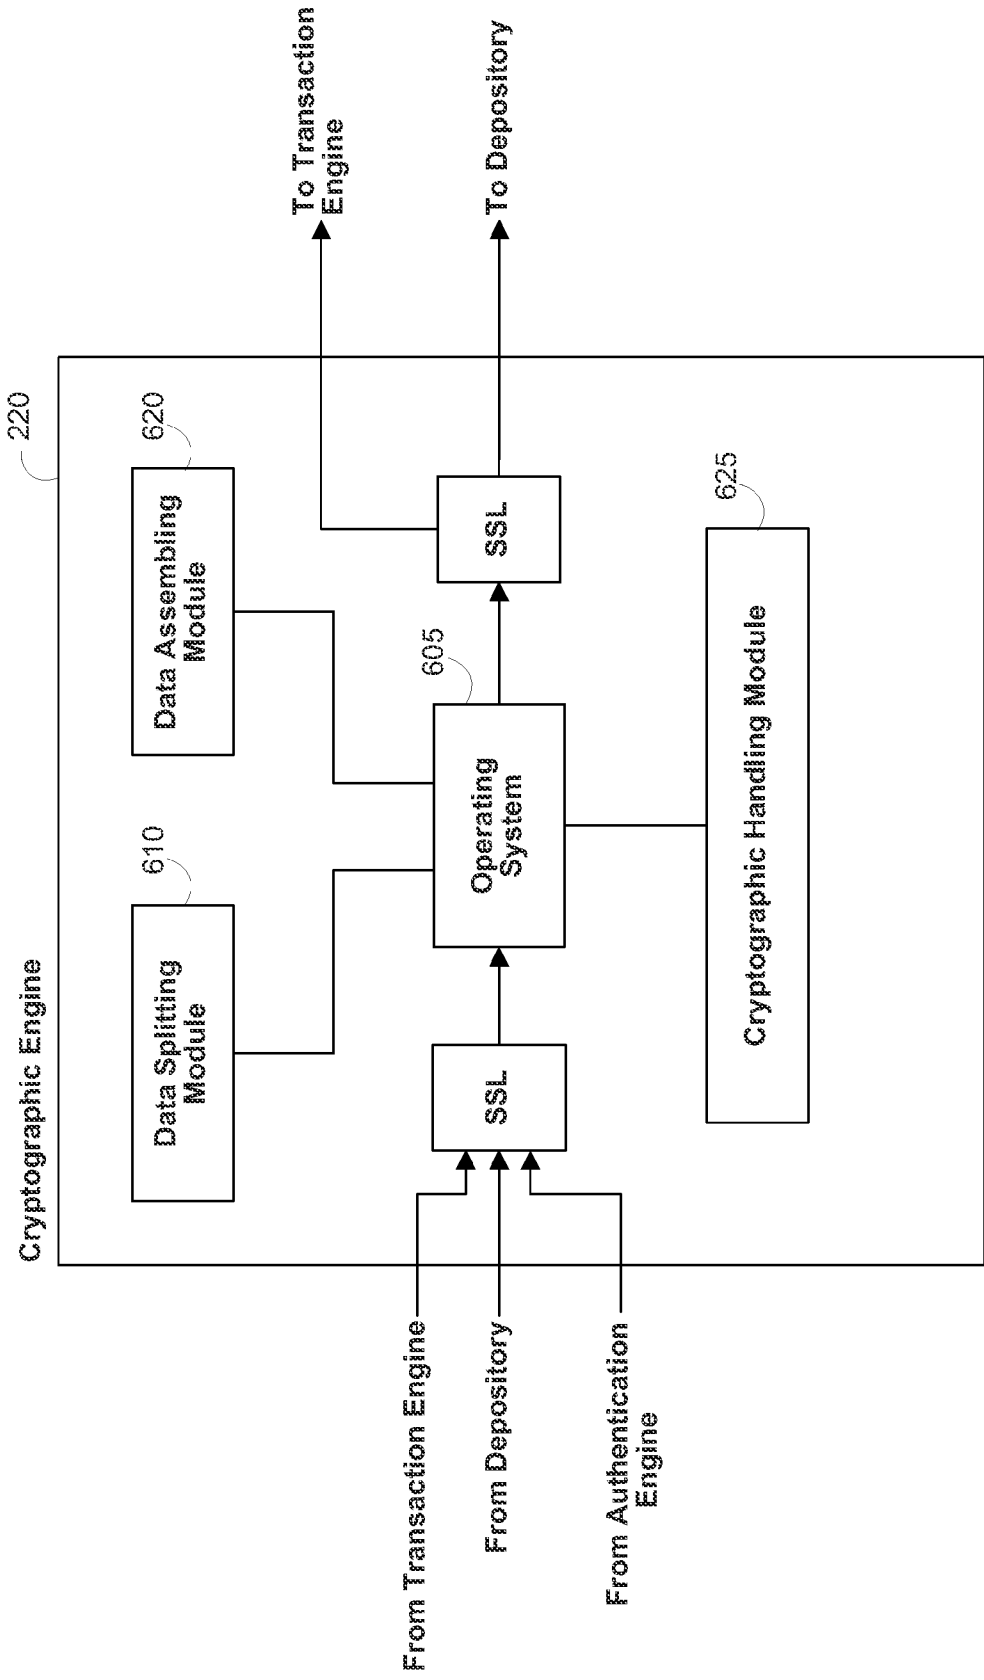 Cryptographic Engine
220
Data Splitting
Module
610
Data Assembling
Module
620
From Transaction Engine
From Depository
From Authentication
Engine
SSL
Operating
System
605
SSL
To Transaction
Engine
To Depository
Cryptographic Handling Module
625